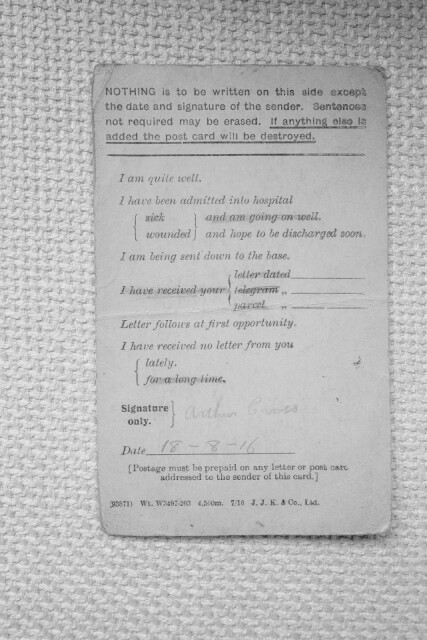 NOTHING is to be written on this side except
the date and signature of the sender. Sentences
not required may be erased. If anything else is
added the post card will be destroyed.
I am quite well.
I have been admitted into hospital
sick and am going on well.
wounded and hope to be discharged soon.
I am being sent down to the base.
letter dated
I have received your telegram „
parcel „
Letter follows at first opportunity.
I have received no letter from you
lately.
for a long time.
Signature
only. Arthur
Date 18-8-16
[Postage must be prepaid on any letter or post card
addressed to the sender of this card.]
Wt. W3497-293 4,500m. 7/16 J. J. K. & Co., Ltd.